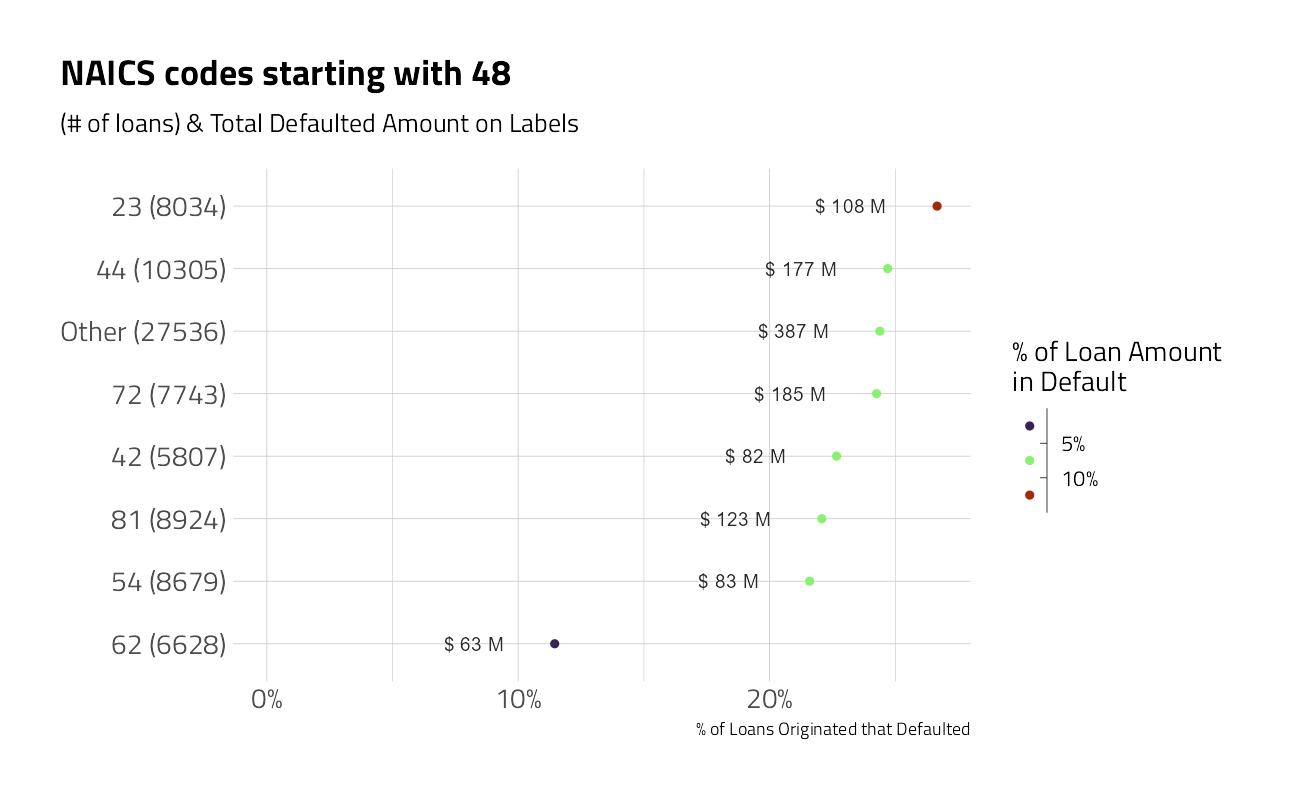 NAICS codes starting with 48
(# of loans) & Total Defaulted Amount on Labels
23 (8034)
$ 108 M
44 (10305)
$ 177 M
Other (27536)
$ 387 M
72 (7743)
$ 185 M
42 (5807)
$ 82 M
81 (8924)
$ 123 M
54 (8679)
$ 83 M
62 (6628)
$ 63 M
0%
10%
20%
% of Loans Originated that Defaulted
% of Loan Amount
in Default
5%
10%